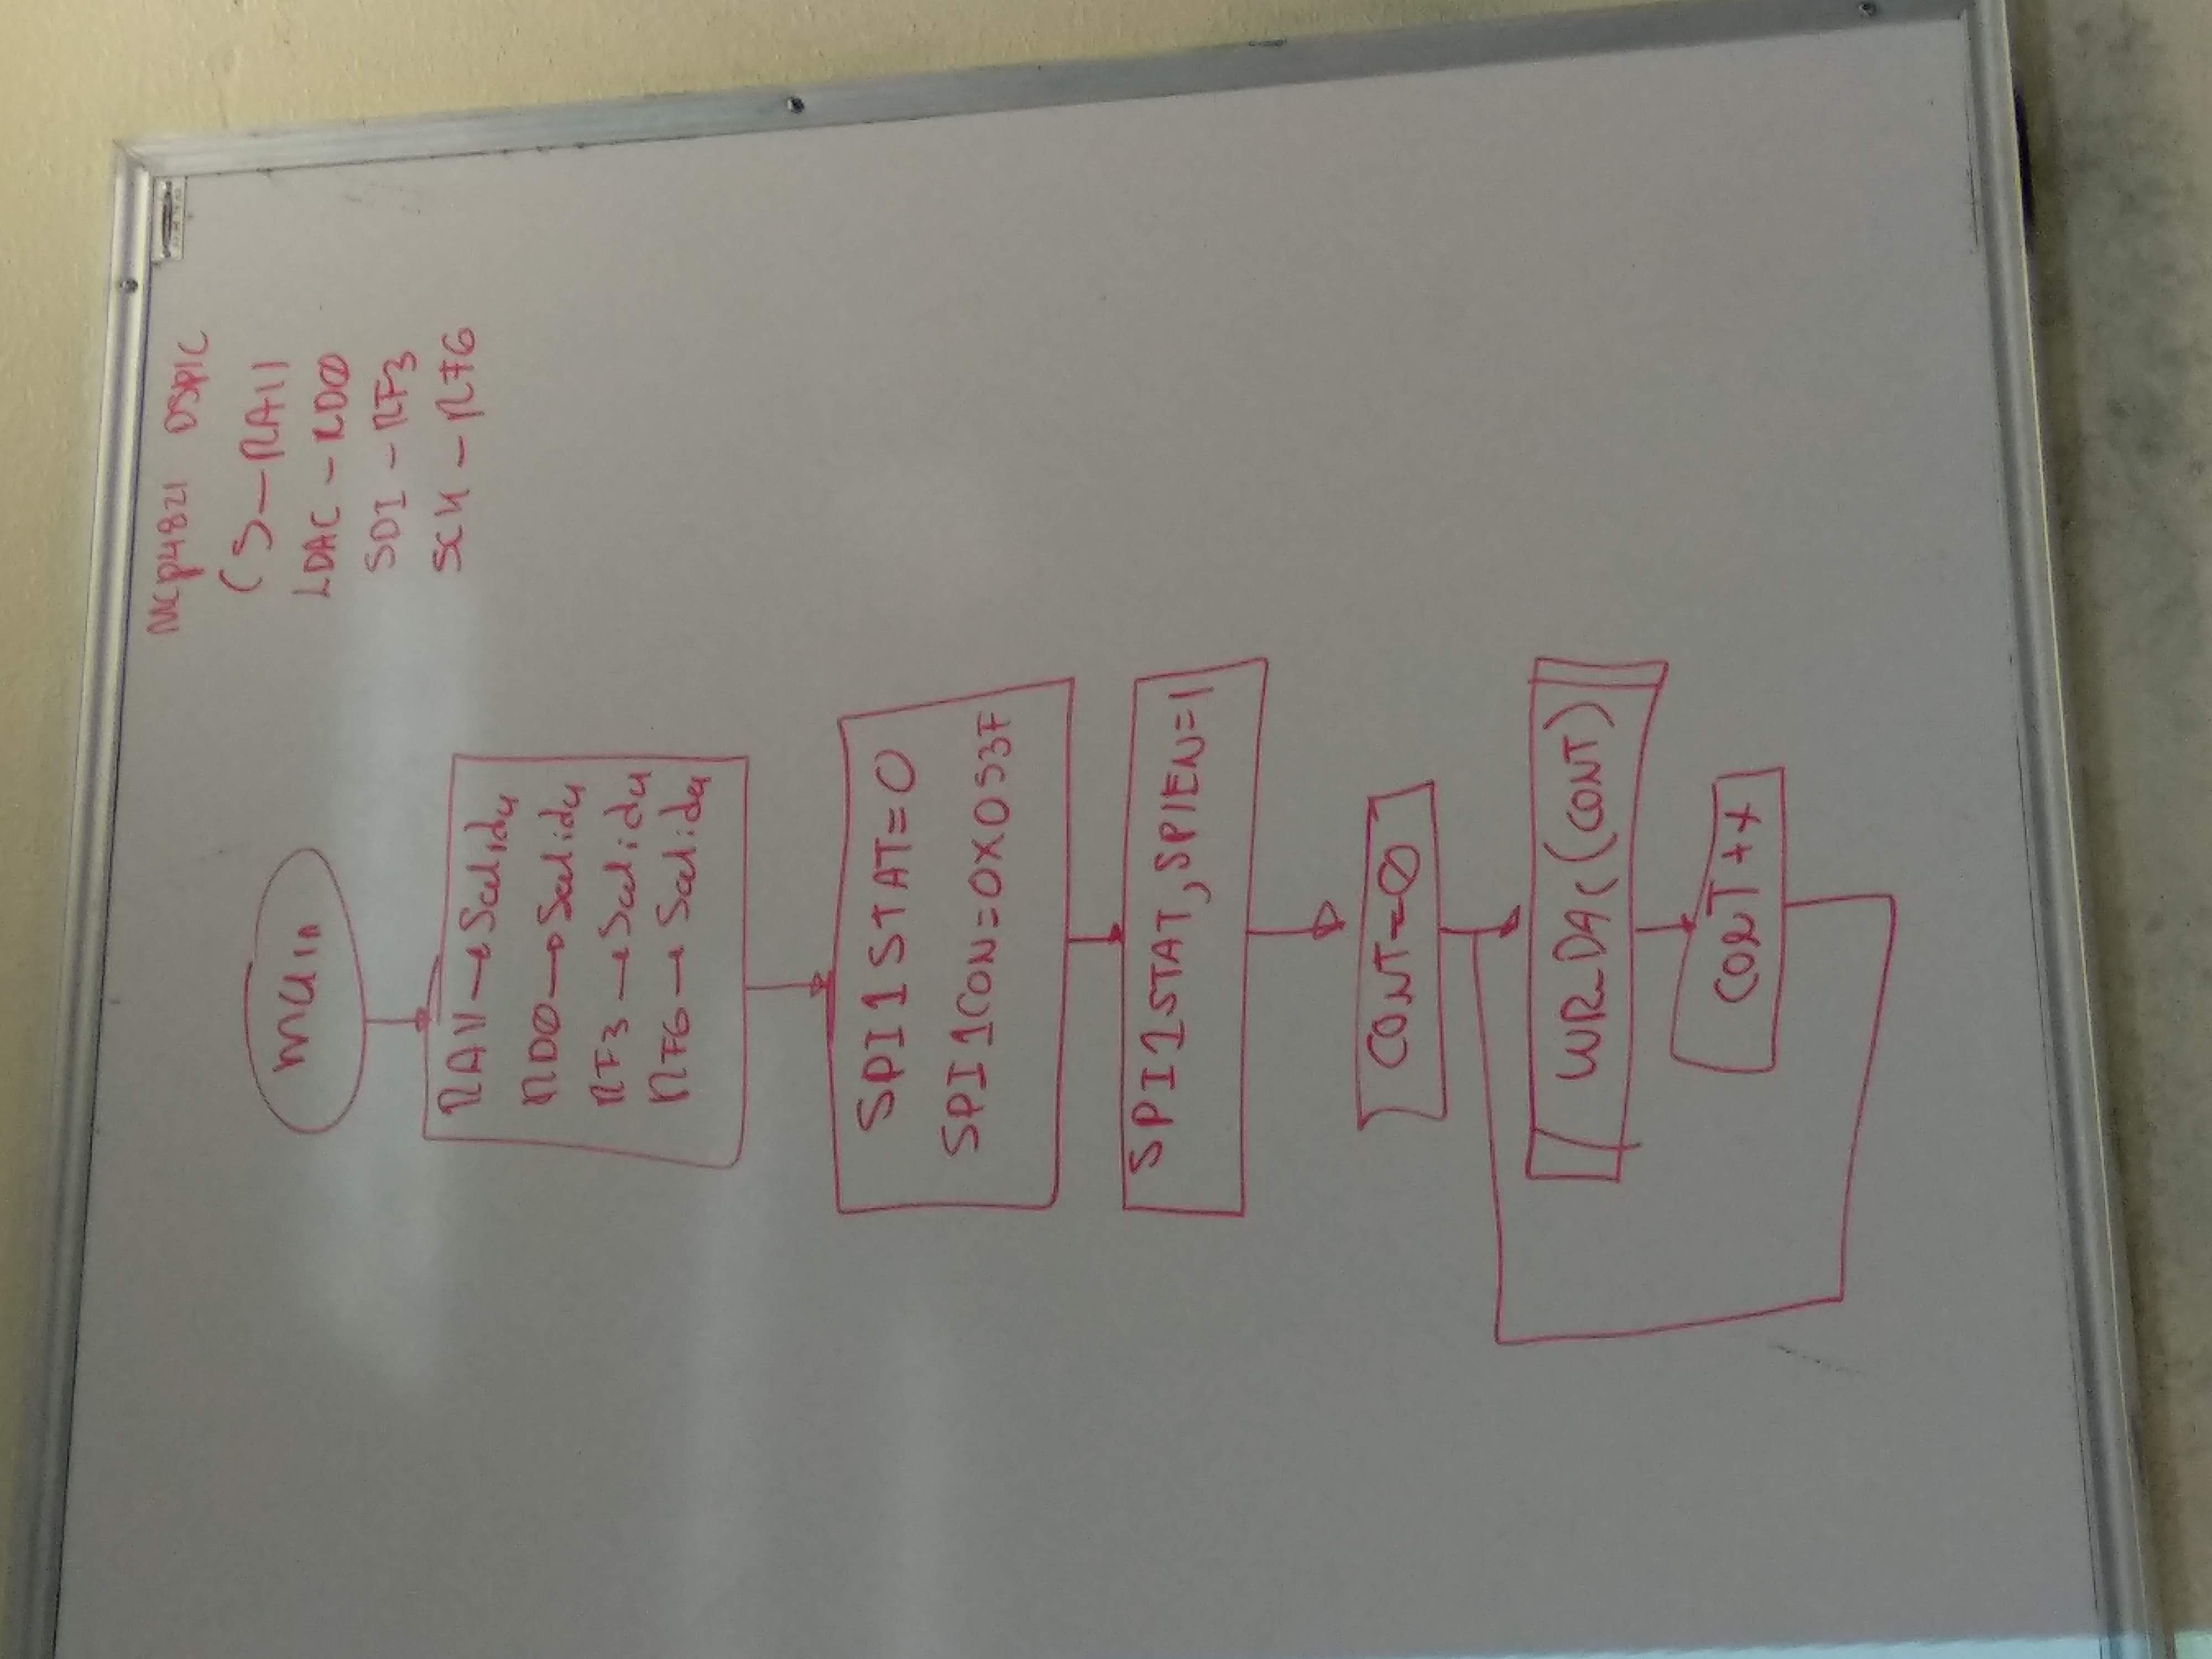 MCP4821 DSPIC
CS-RA11
LDAC - RD0
SDI - RF3
SCK - RF6
main
RA11→Salida
RD0→Salida
RF3→Salida
RF6→Salida
SPI1STAT=0
SPI1CON=0X053F
SPI1STAT,SPIEN=1
CONT=0
WR_DAC(CONT)
CONT++